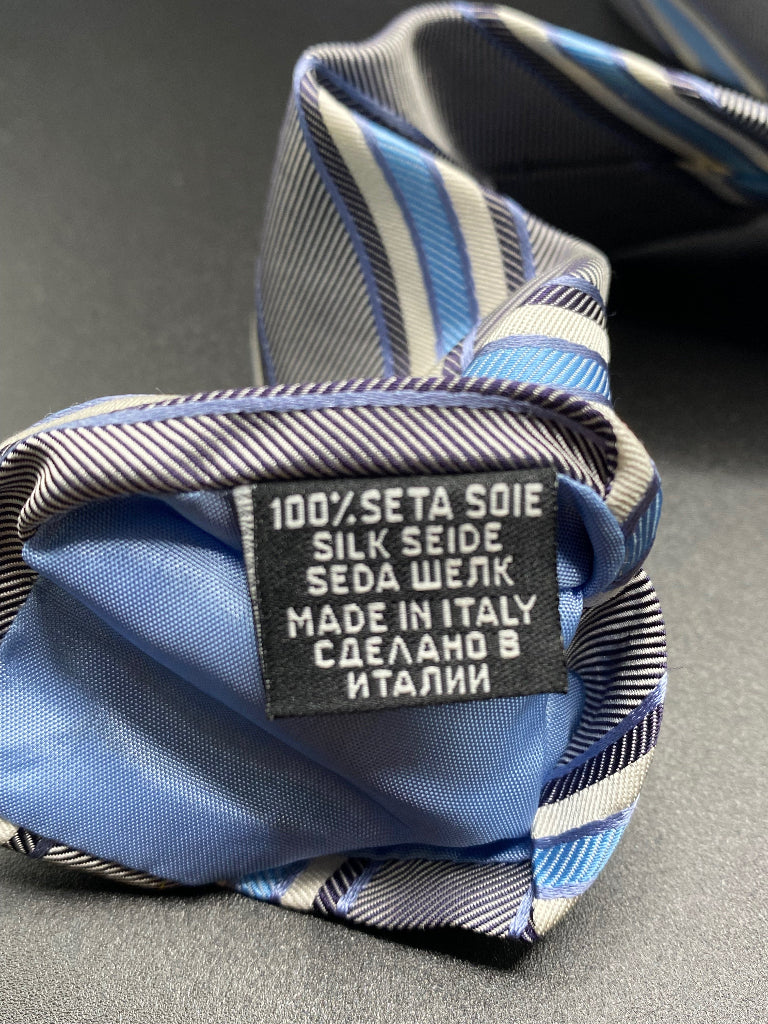 100% SETA SOIE
SILK SEIDE
SEDA ШЕЛК
MADE IN ITALY
СДЕЛАНО В
ИТАЛИИ